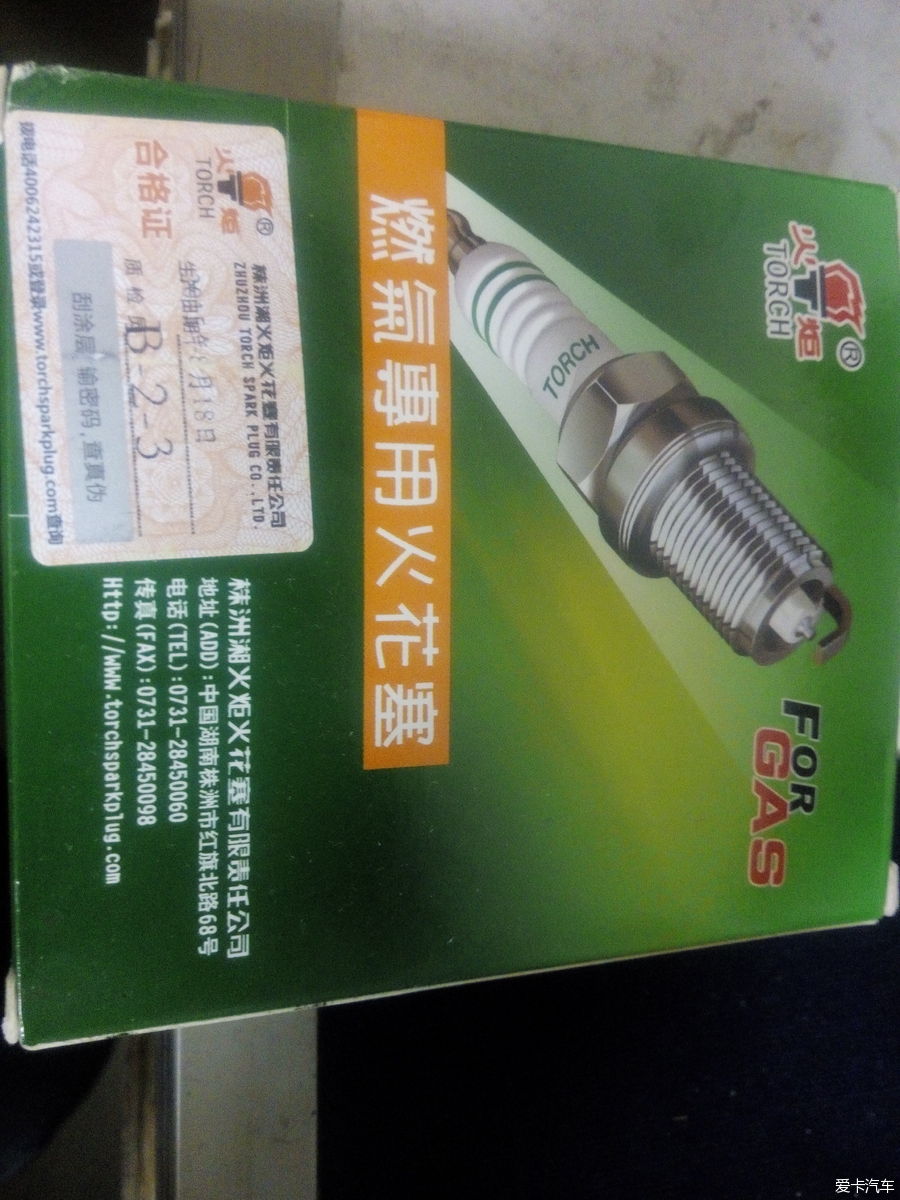 火炬®
TORCH
FOR
GAS
TORCH
燃氣專用火花塞
火炬®
TORCH
合格证
株洲湘火炬火花塞有限责任公司
ZHUZHOU TORCH SPARK PLUG CO.,LTD.
月18日
质检员
B-2-3
刮涂层,输密码,查真伪
电话4006242315或登录www.torchsparkplug.com查询
株洲湘火炬火花塞有限责任公司
地址(ADD):中国湖南株洲市红旗北路68号
电话(TEL):0731-28450060
传真(FAX):0731-28450098
Http://www.torchsparkplug.com
爱卡汽车